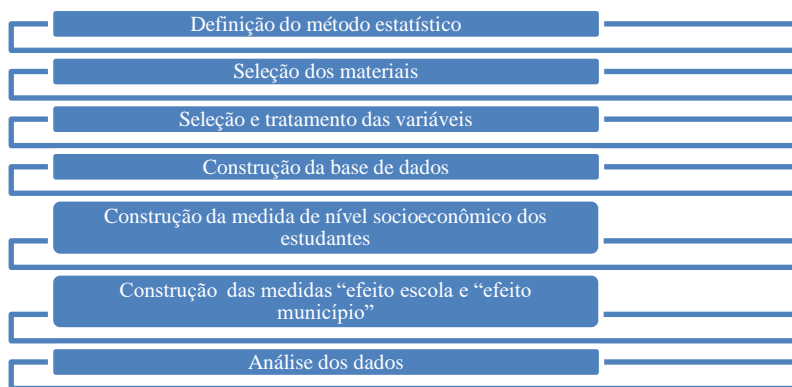 Definição do método estatístico
Seleção dos materiais
Seleção e tratamento das variáveis
Construção da base de dados
Construção da medida de nível socioeconômico dos
estudantes
Construção  das medidas “efeito escola e “efeito
município”
Análise dos dados